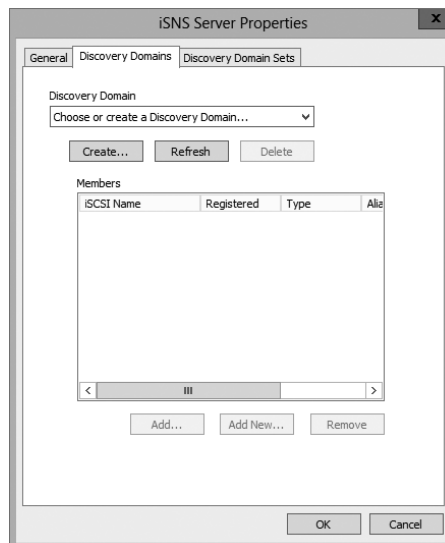 iSNS Server Properties
x
General Discovery Domains Discovery Domain Sets
Discovery Domain
Choose or create a Discovery Domain...
Create... Refresh Delete
Members
iSCSI Name Registered Type Alia
Add... Add New... Remove
OK Cancel